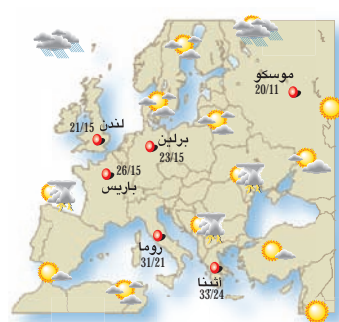 موسكو
20/11
لندن
21/15
برلين
23/15
26/15
باريس
روما
31/21
أثينا
33/24